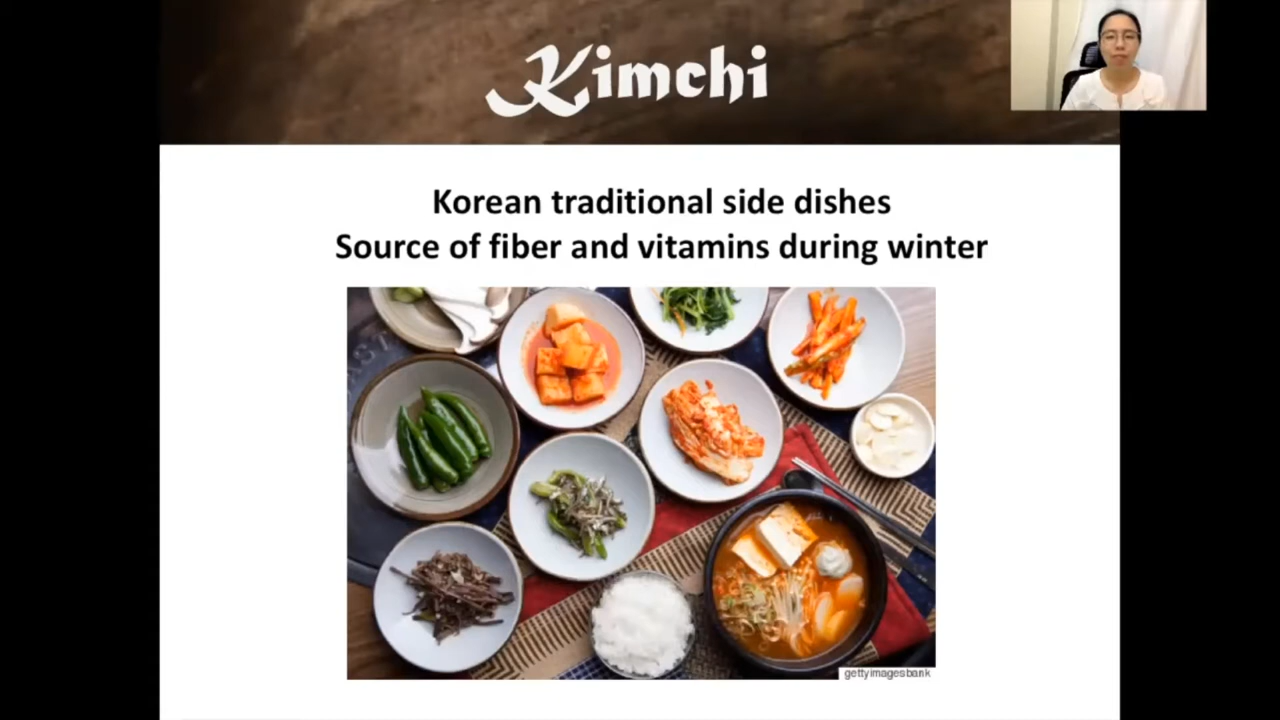 Kimchi
Korean traditional side dishes
Source of fiber and vitamins during winter
gettyimagesbank